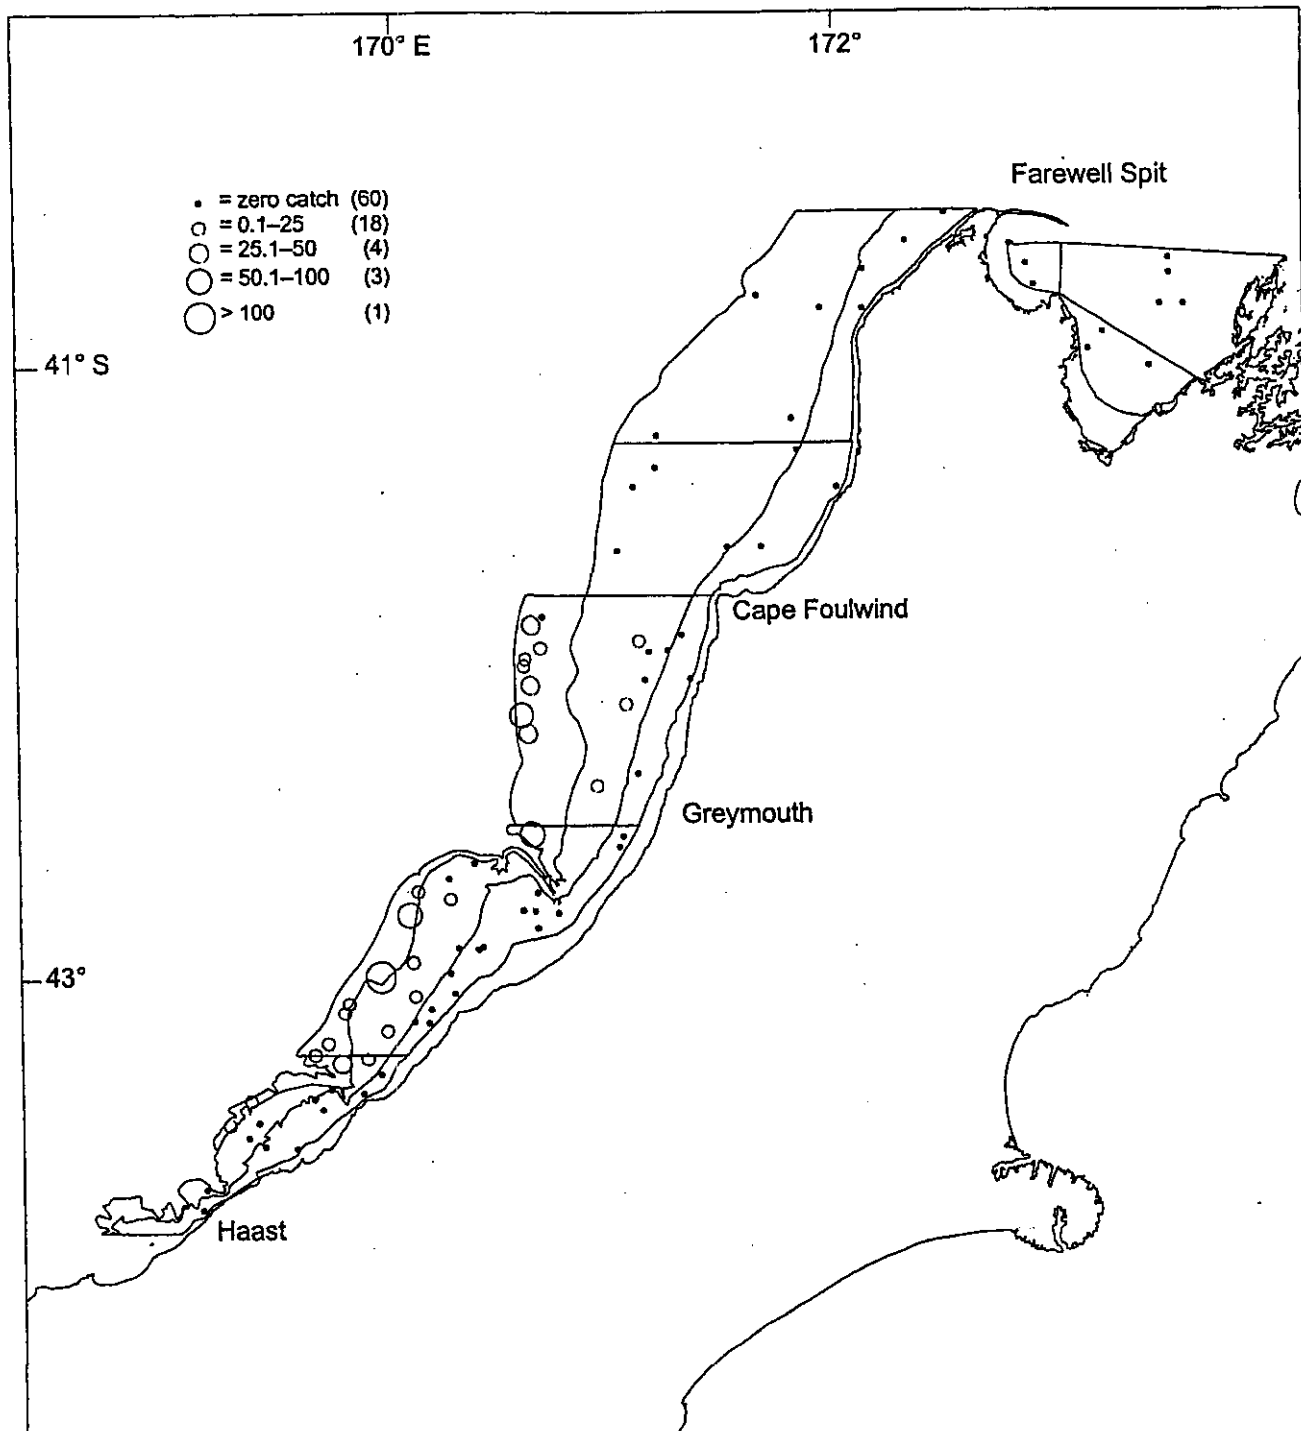 170° E
172°
Farewell Spit
= zero catch (60)
= 0.1–25 (18)
= 25.1–50 (4)
= 50.1–100 (3)
> 100 (1)
41° S
Cape Foulwind
Greymouth
43°
Haast